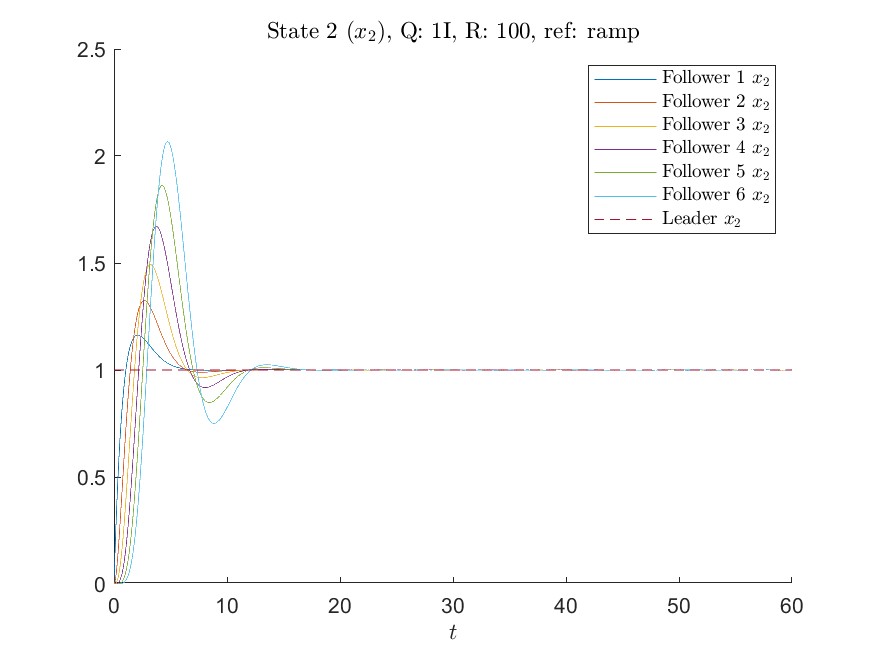 State 2 (x₂), Q: 1I, R: 100, ref: ramp
2.5
2
1.5
1
0.5
0
Follower 1 x₂
Follower 2 x₂
Follower 3 x₂
Follower 4 x₂
Follower 5 x₂
Follower 6 x₂
Leader x₂
0 10 20 30 40 50 60
t